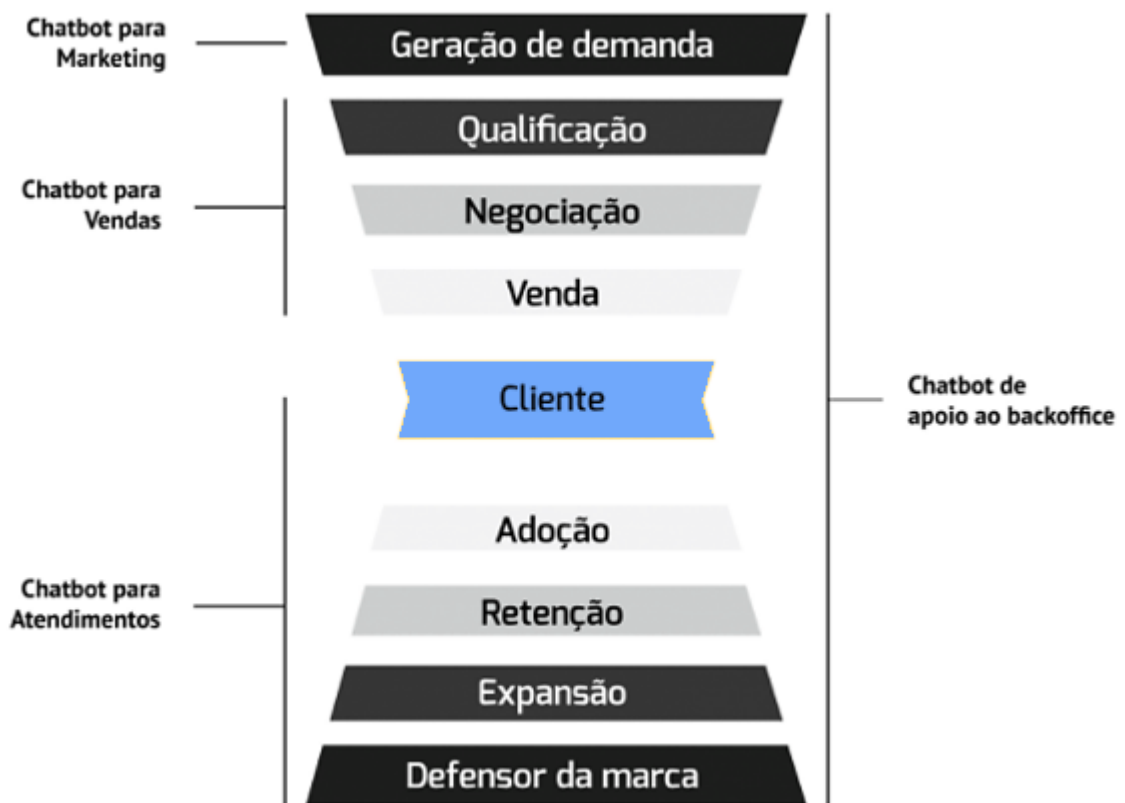 Chatbot para
Marketing
Geração de demanda
Qualificação
Chatbot para
Vendas
Negociação
Venda
Cliente
Chatbot de
apoio ao backoffice
Adoção
Chatbot para
Atendimentos
Retenção
Expansão
Defensor da marca